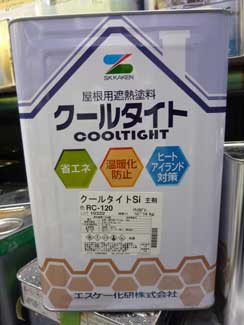 SK KAKEN
屋根用遮熱塗料
クールタイト
COOLTIGHT
省エネ
温暖化
防止
ヒート
アイランド
対策
クールタイトSi 主剤
RC-120
エスケー化研株式会社